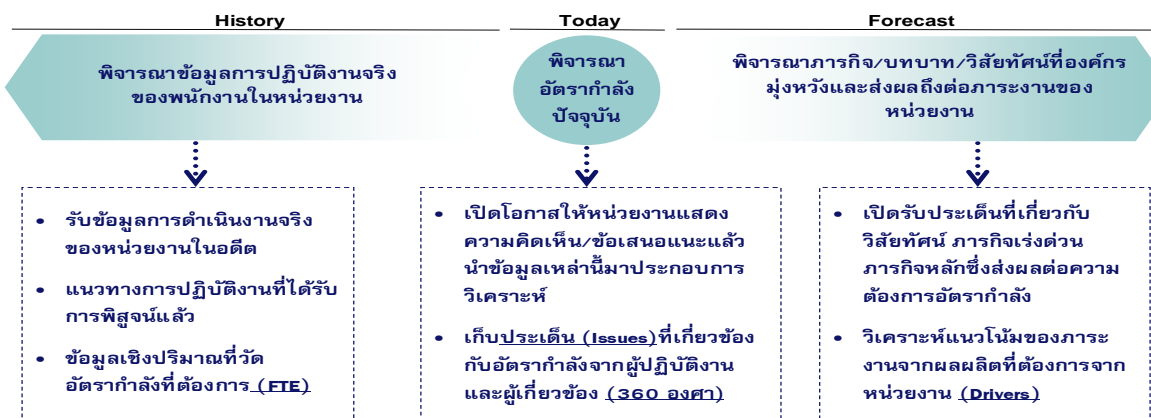 History
Today
Forecast
พิจารณาข้อมูลการปฏิบัติงานจริง
ของพนักงานในหน่วยงาน
พิจารณา
อัตรากำลัง
ปัจจุบัน
พิจารณาภารกิจ/บทบาท/วิสัยทัศน์ที่องค์กร
มุ่งหวังและส่งผลถึงต่อภาระงานของ
หน่วยงาน
• รับข้อมูลการดำเนินงานจริง
ของหน่วยงานในอดีต
• แนวทางการปฏิบัติงานที่ได้รับ
การพิสูจน์แล้ว
• ข้อมูลเชิงปริมาณที่วัด
อัตรากำลังที่ต้องการ (FTE)
• เปิดโอกาสให้หน่วยงานแสดง
ความคิดเห็น/ข้อเสนอแนะแล้ว
นำข้อมูลเหล่านี้มาประกอบการ
วิเคราะห์
• เก็บประเด็น (Issues)ที่เกี่ยวข้อง
กับอัตรากำลังจากผู้ปฏิบัติงาน
และผู้เกี่ยวข้อง (360 องศา)
• เปิดรับประเด็นที่เกี่ยวกับ
วิสัยทัศน์ ภารกิจเร่งด่วน
ภารกิจหลักซึ่งส่งผลต่อความ
ต้องการอัตรากำลัง
• วิเคราะห์แนวโน้มของภาระ
งานจากผลผลิตที่ต้องการจาก
หน่วยงาน (Drivers)